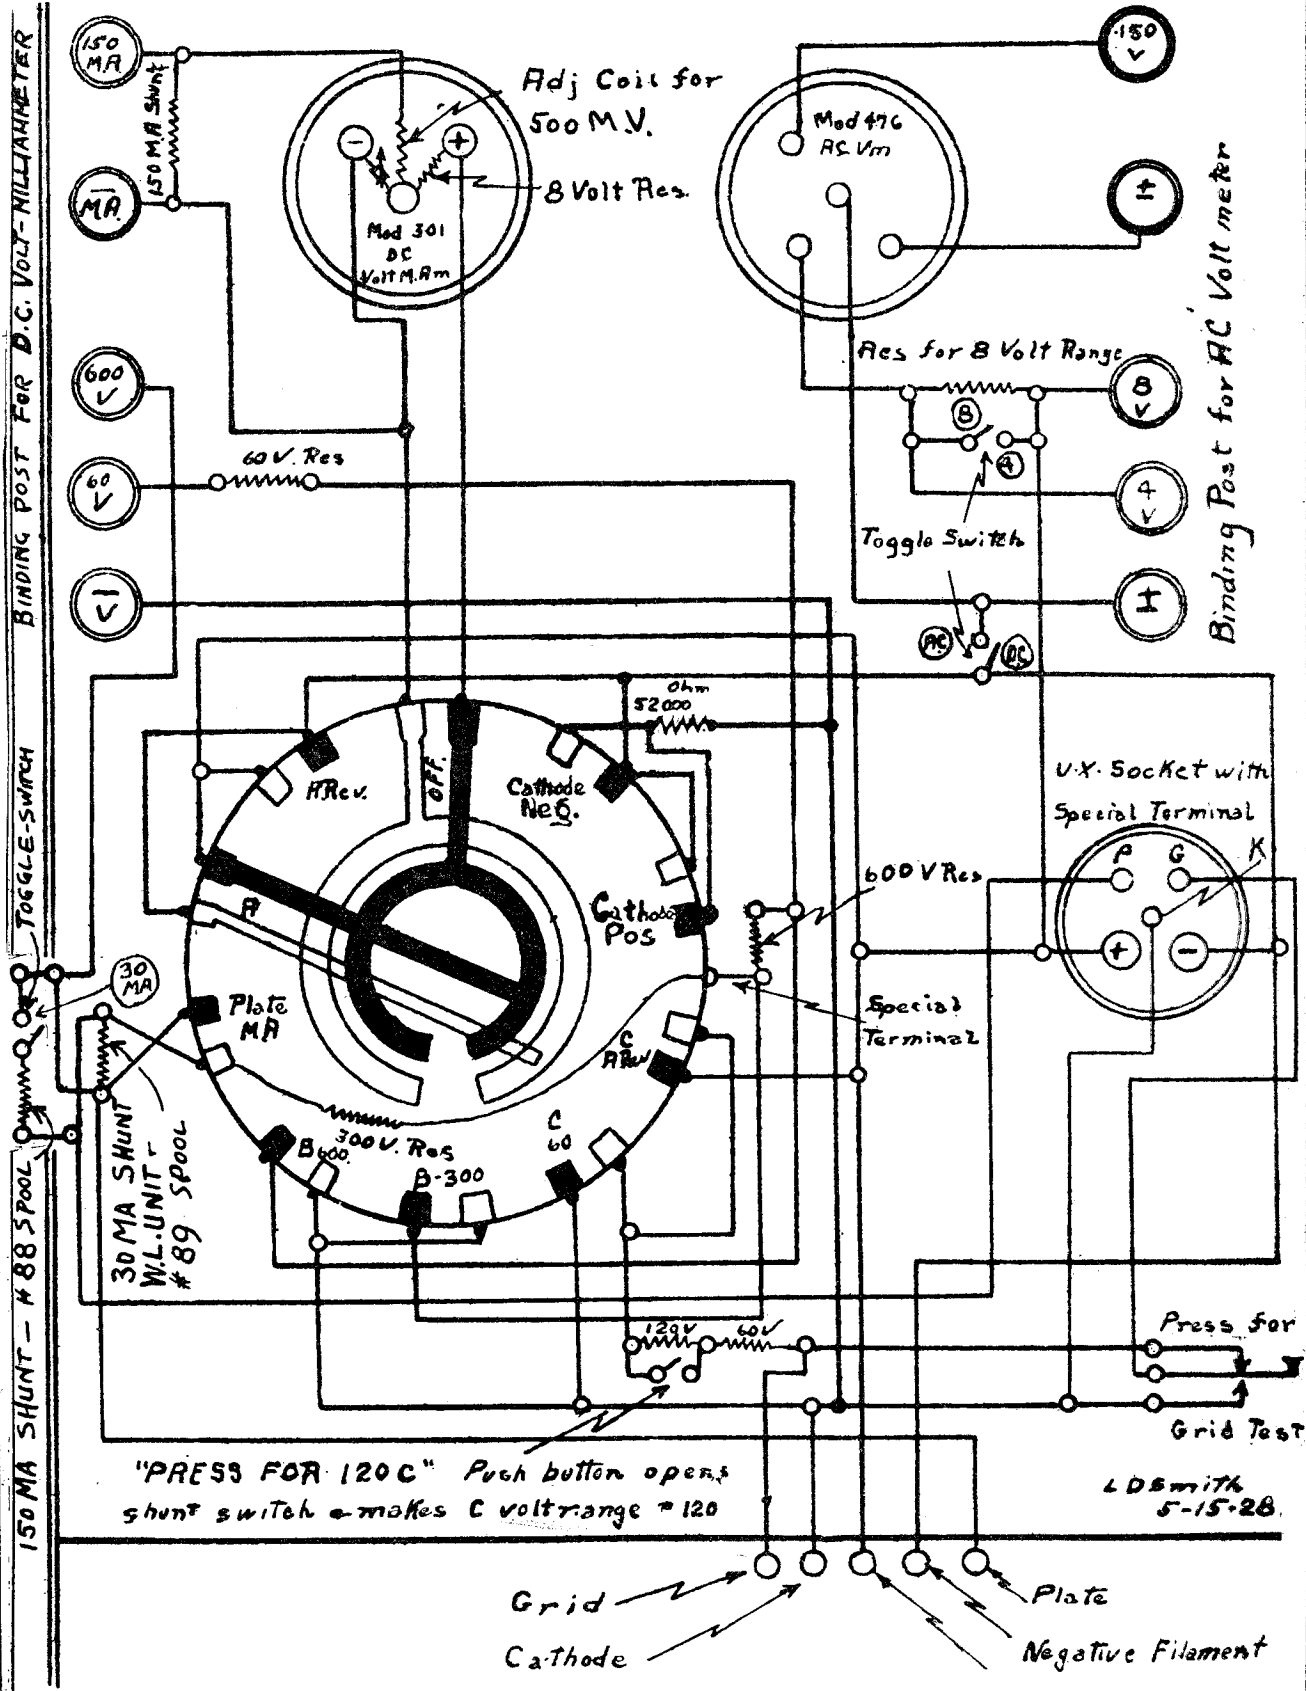 BINDING POST FOR D.C. VOLT-MILLIAMMETER
TOGGLE-SWITCH
150 MA SHUNT - # 88 SPOOL
150
MA
150 MA Shunt
MA.
600
V
60
V
60 V. Res
V
Adj Coil for
500 M.V.
8 Volt Res.
- +
Mod 301
DC
Volt M.Am
150
V
Mod 476
AC Vm
±
Res for 8 Volt Range
8
V
B
A
4
V
Toggle Switch
±
AC
DC
Binding Post for AC Volt meter
Ohm
52000
A Rev.
OFF.
Cathode
Neg.
Cathode
Pos
A
Plate
MA
C
A Rev
C
60
B 600.
300 V. Res
B-300
30
MA
30 MA SHUNT
W.L. UNIT -
# 89 SPOOL
600 V Res
Special
Terminal
U.X. Socket with
Special Terminal
P G K
+ -
120V 60V
Press for
Grid Test
"PRESS FOR 120 C" Push button opens
shunt switch & makes C volt range = 120
L D Smith
5-15-28.
Grid
Cathode
Plate
Negative Filament